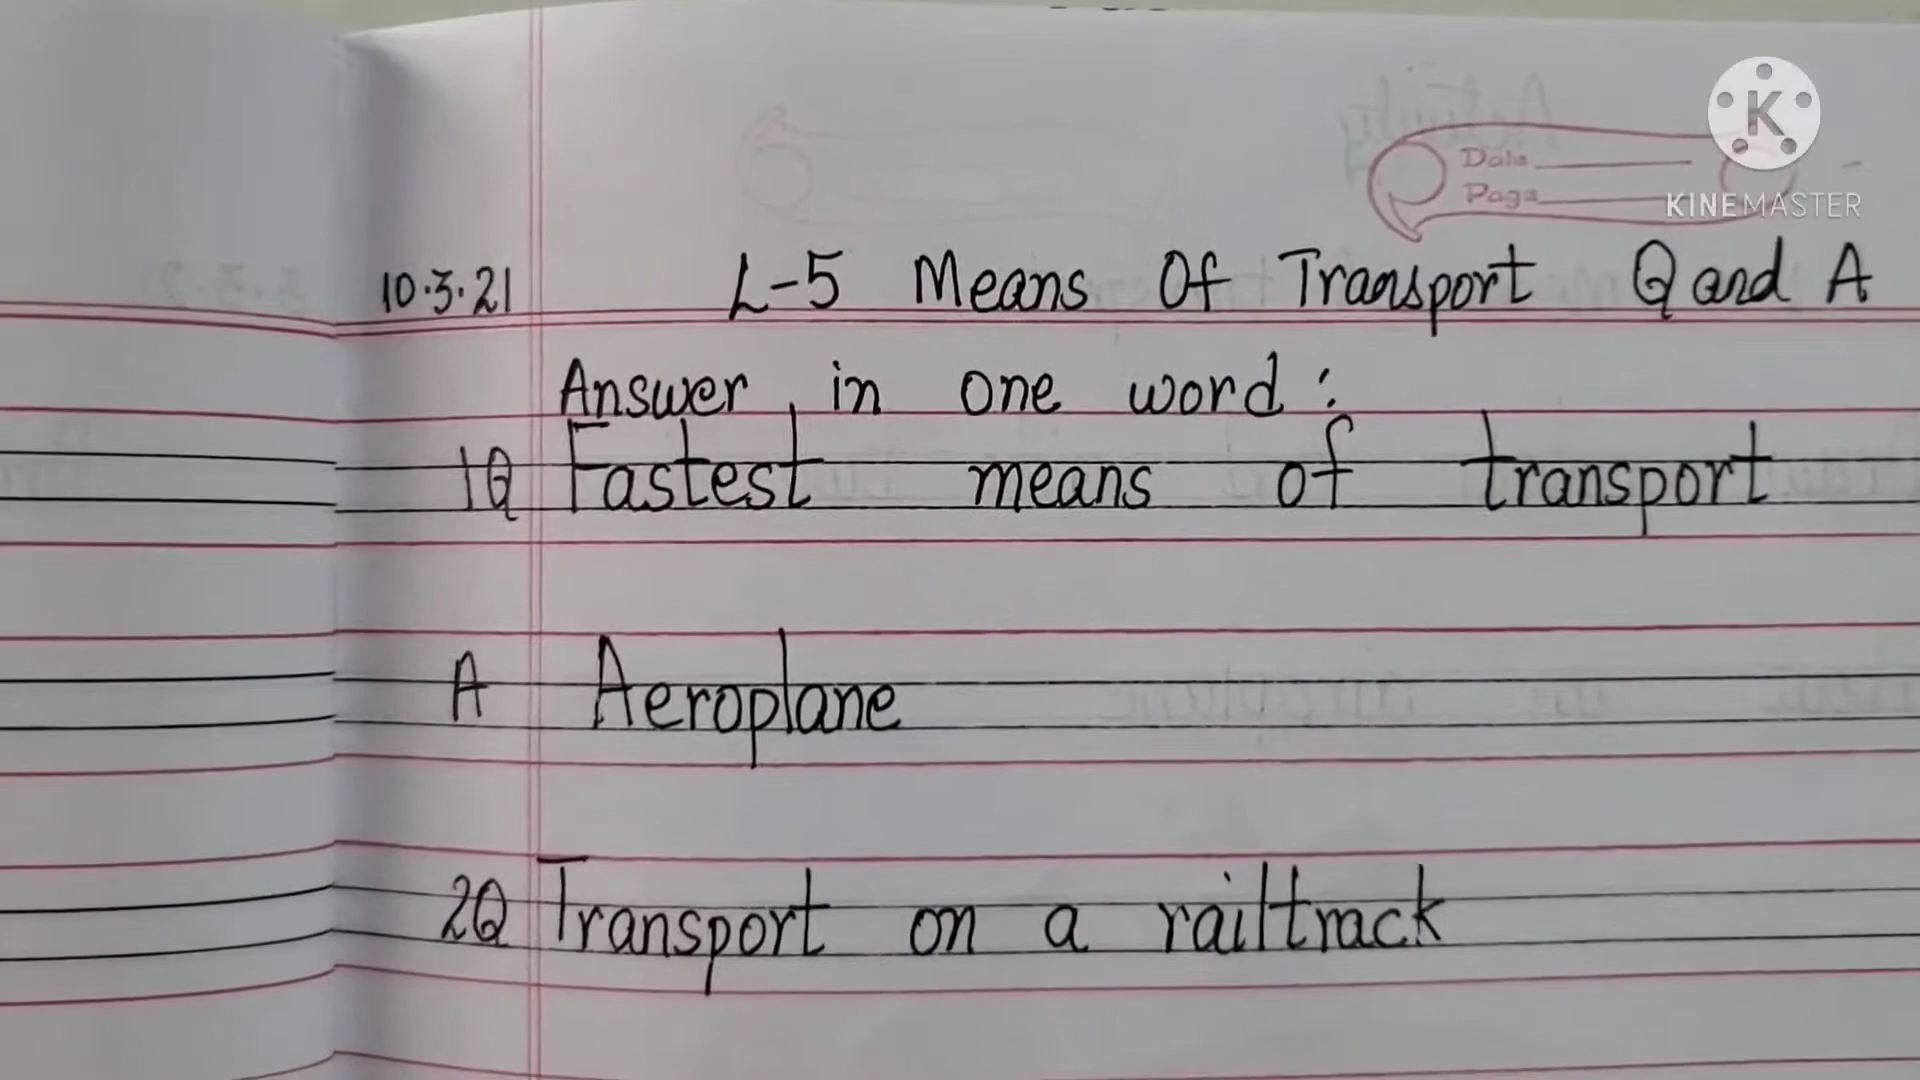 Date
Page
KINEMASTER
10.3.21 L-5 Means Of Transport Q and A
Answer in one word :
1Q Fastest means of transport
A Aeroplane
2Q Transport on a railtrack